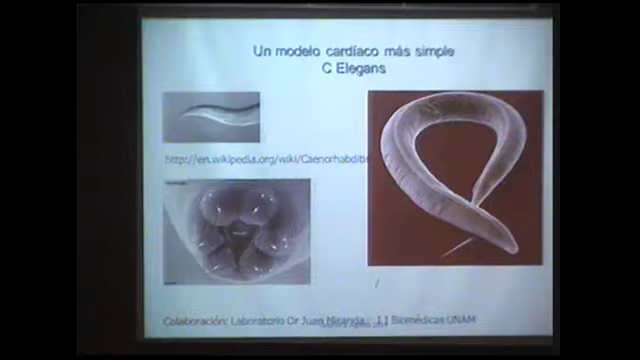 Un modelo cardíaco más simple
C Elegans
http://en.wikipedia.org/wiki/Caenorhabditis
Colaboración: Laboratorio Dr Juan Miranda. I I Biomédicas UNAM